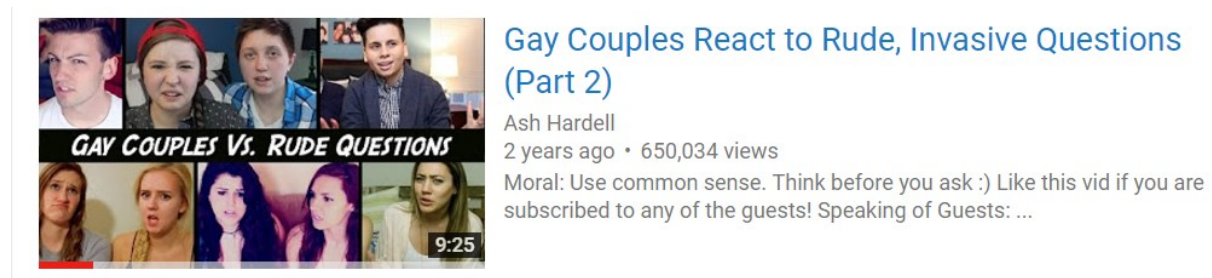 GAY COUPLES VS. RUDE QUESTIONS
9:25
Gay Couples React to Rude, Invasive Questions
(Part 2)
Ash Hardell
2 years ago • 650,034 views
Moral: Use common sense. Think before you ask :) Like this vid if you are
subscribed to any of the guests! Speaking of Guests: ...